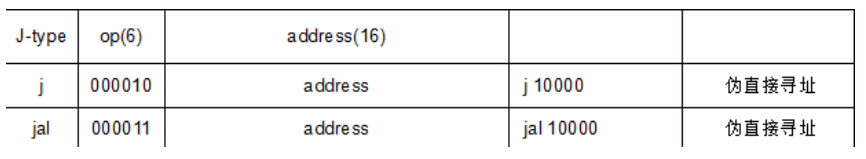 J-type op(6) address(16)
j 000010 address j 10000 伪直接寻址
jal 000011 address jal 10000 伪直接寻址